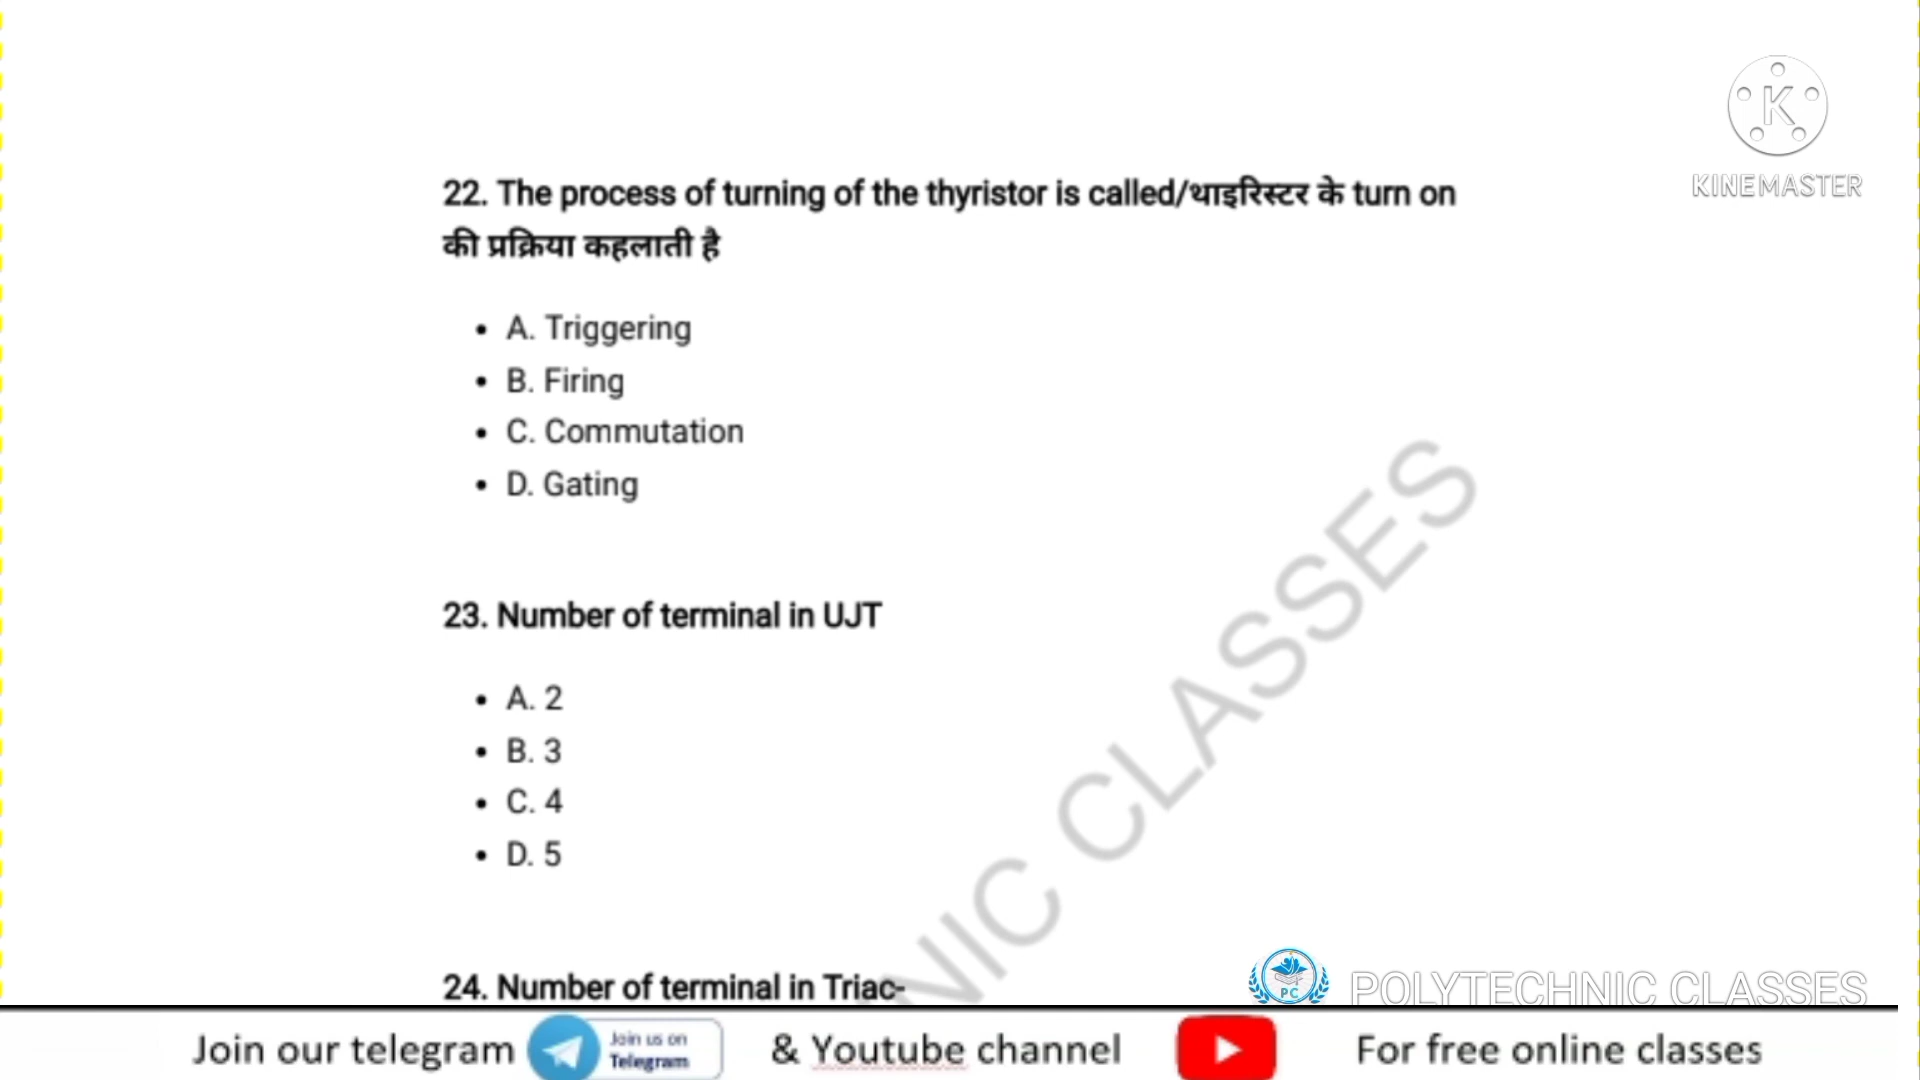 K
KINEMASTER
22. The process of turning of the thyristor is called/थाइरिस्टर के turn on
की प्रक्रिया कहलाती है
• A. Triggering
• B. Firing
• C. Commutation
• D. Gating
23. Number of terminal in UJT
• A. 2
• B. 3
• C. 4
• D. 5
24. Number of terminal in Triac-
NIC CLASSES
PC
POLYTECHNIC CLASSES
Join our telegram
Join us on
Telegram
& Youtube channel
For free online classes